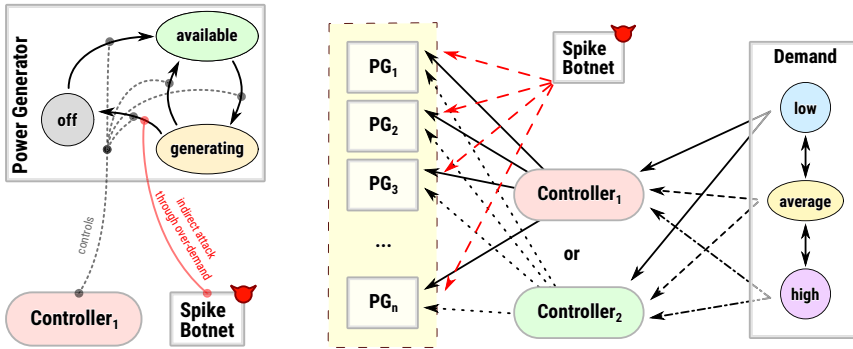 Power Generator
available
off
generating
controls
indirect attack
through over-demand
Controller1
Spike
Botnet
PG1
PG2
PG3
...
PGn
Spike
Botnet
Controller1
or
Controller2
Demand
low
average
high